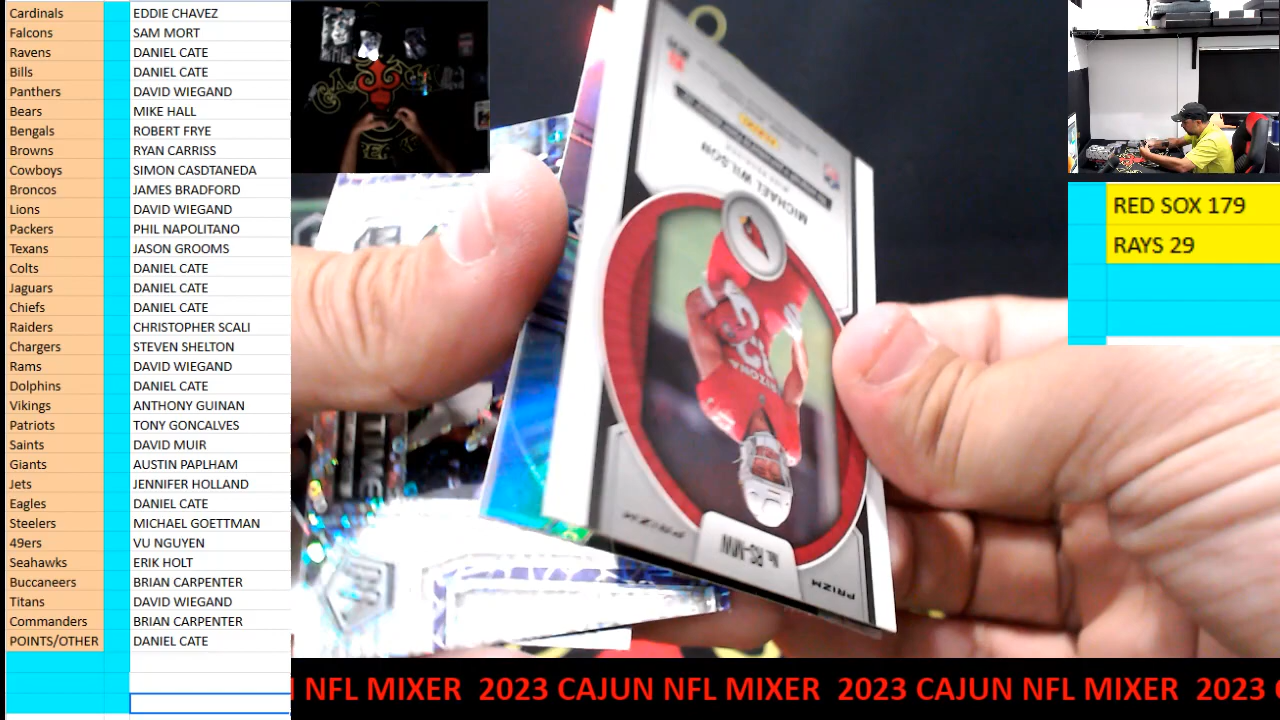 Cardinals EDDIE CHAVEZ
Falcons SAM MORT
Ravens DANIEL CATE
Bills DANIEL CATE
Panthers DAVID WIEGAND
Bears MIKE HALL
Bengals ROBERT FRYE
Browns RYAN CARRISS
Cowboys SIMON CASDTANEDA
Broncos JAMES BRADFORD
Lions DAVID WIEGAND
Packers PHIL NAPOLITANO
Texans JASON GROOMS
Colts DANIEL CATE
Jaguars DANIEL CATE
Chiefs DANIEL CATE
Raiders CHRISTOPHER SCALI
Chargers STEVEN SHELTON
Rams DAVID WIEGAND
Dolphins DANIEL CATE
Vikings ANTHONY GUINAN
Patriots TONY GONCALVES
Saints DAVID MUIR
Giants AUSTIN PAPLHAM
Jets JENNIFER HOLLAND
Eagles DANIEL CATE
Steelers MICHAEL GOETTMAN
49ers VU NGUYEN
Seahawks ERIK HOLT
Buccaneers BRIAN CARPENTER
Titans DAVID WIEGAND
Commanders BRIAN CARPENTER
POINTS/OTHER DANIEL CATE
RED SOX 179
RAYS 29
MICHAEL WILSON
PRIZM
PRIZM
NFL MIXER 2023 CAJUN NFL MIXER 2023 CAJUN NFL MIXER 2023